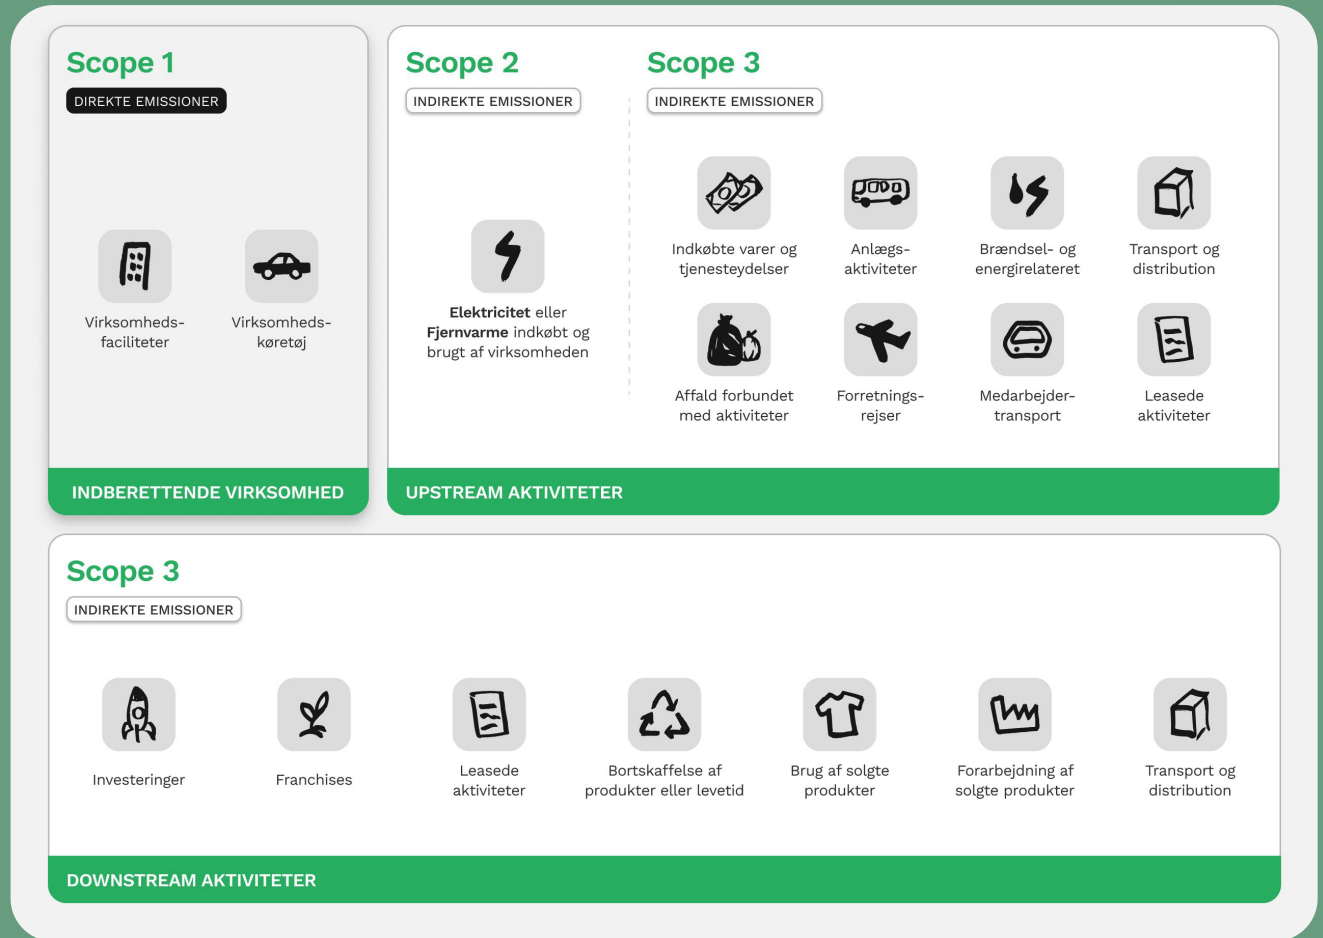 Scope 1
DIREKTE EMISSIONER
Virksomheds-
faciliteter
Virksomheds-
køretøj
INDBERETTENDE VIRKSOMHED
Scope 2
INDIREKTE EMISSIONER
Elektricitet eller
Fjernvarme indkøbt og
brugt af virksomheden
Scope 3
INDIREKTE EMISSIONER
Indkøbte varer og
tjenesteydelser
Anlægs-
aktiviteter
Brændsel- og
energirelateret
Transport og
distribution
Affald forbundet
med aktiviteter
Forretnings-
rejser
Medarbejder-
transport
Leasede
aktiviteter
UPSTREAM AKTIVITETER
Scope 3
INDIREKTE EMISSIONER
Investeringer
Franchises
Leasede
aktiviteter
Bortskaffelse af
produkter eller levetid
Brug af solgte
produkter
Forarbejdning af
solgte produkter
Transport og
distribution
DOWNSTREAM AKTIVITETER